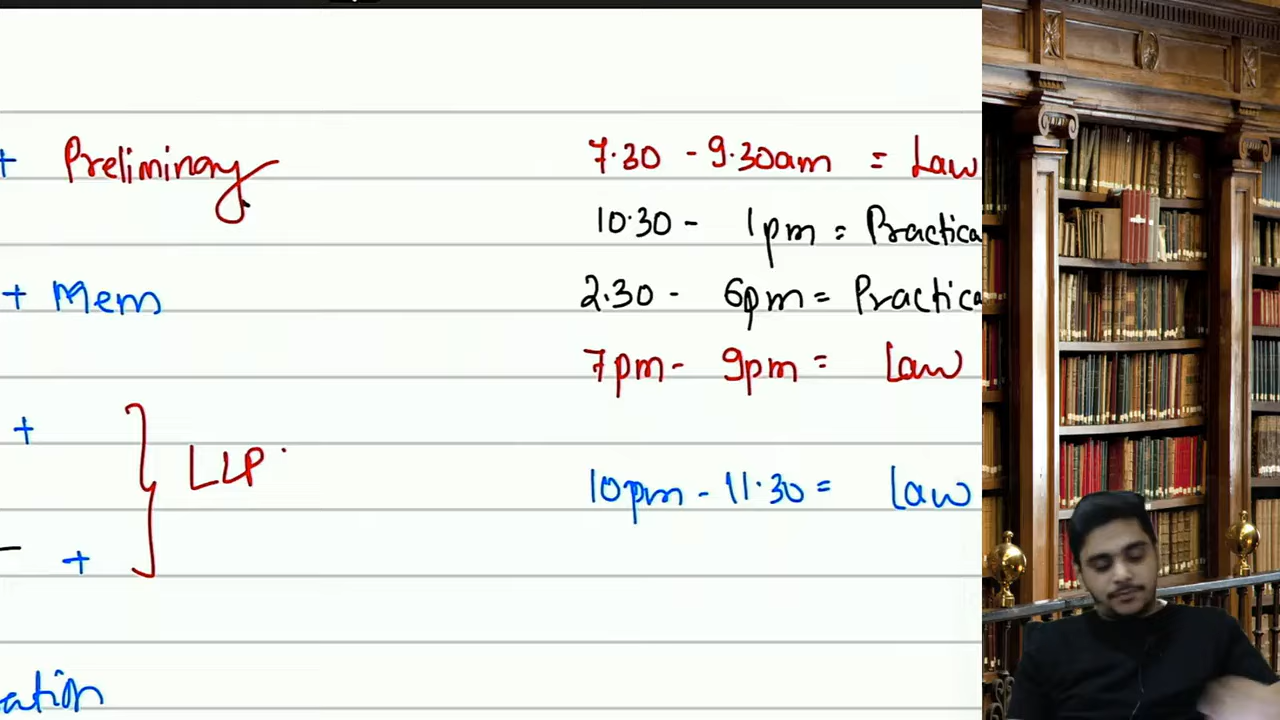 + Preliminary
+ Mem
+
} LLP
+
ation
7.30 - 9.30am = Law
10.30 - 1pm = Practica
2.30 - 6pm = Practica
7pm - 9pm = Law
10pm - 11.30 = Law